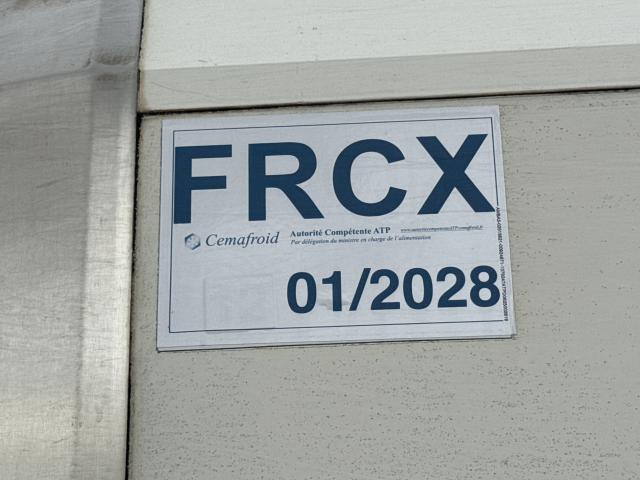 FRCX
Cemafroid
Autorité Compétente ATP
Par délégation du ministre en charge de l'alimentation
01/2028